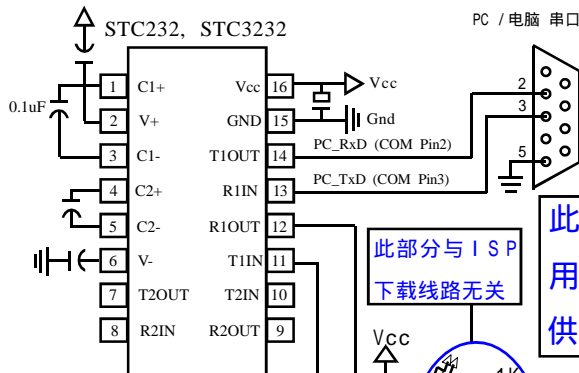 STC232, STC3232
PC / 电脑 串口
1 C1+ Vcc 16 Vcc
0.1uF
2 V+ GND 15 Gnd
3 C1- T1OUT 14 PC_RxD (COM Pin2)
4 C2+ R1IN 13 PC_TxD (COM Pin3)
5 C2- R1OUT 12
6 V- T1IN 11
7 T2OUT T2IN 10
8 R2IN R2OUT 9
2
3
5
此部分与ISP
下载线路无关
此
用
供
Vcc
1K